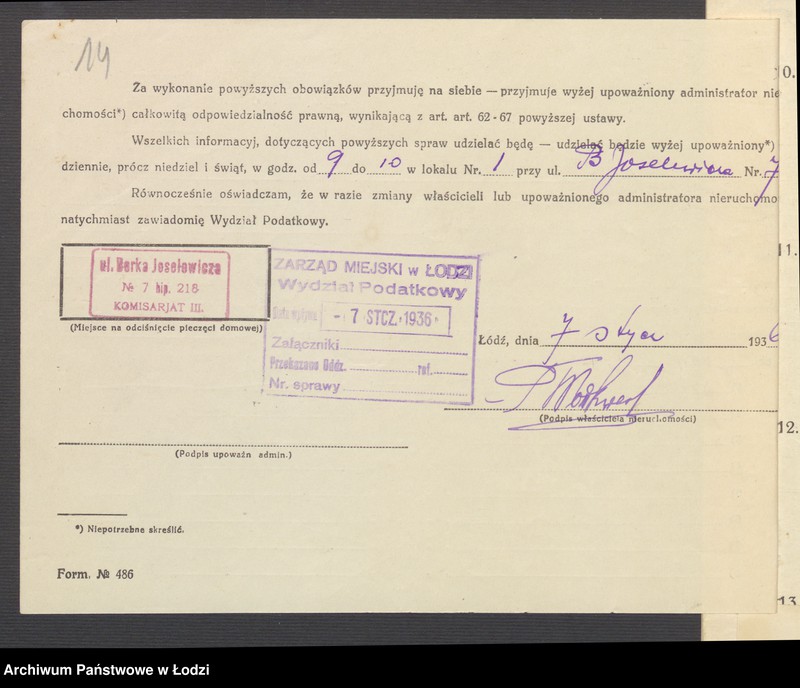 14
Za wykonanie powyższych obowiązków przyjmuję na siebie — przyjmuje wyżej upoważniony administrator nie
chomości*) całkowitą odpowiedzialność prawną, wynikającą z art. art. 62-67 powyższej ustawy.
Wszelkich informacyj, dotyczących powyższych spraw udzielać będę — udzielać będzie wyżej upoważniony*)
dziennie, prócz niedziel i świąt, w godz. od 9 do 10 w lokalu Nr. 1 przy ul. B Joselewicza Nr. 7
Równocześnie oświadczam, że w razie zmiany właścicieli lub upoważnionego administratora nieruchomo
natychmiast zawiadomię Wydział Podatkowy.
ul. Berka Joselowicza
№ 7 hip. 218
KOMISARJAT III.
(Miejsce na odciśnięcie pieczęci domowej)
ZARZĄD MIEJSKI w ŁODZI
Wydział Podatkowy
Data wpływu - 7 STCZ. 1936
Załączniki
Przekazano Oddz. ref.
Nr. sprawy
Łódź, dnia 7 stycz 1936
(Podpis właściciela nieruchomości)
(Podpis upoważn admin.)
*) Niepotrzebne skreślić.
Form. № 486
10.
11.
12.
13
Archiwum Państwowe w Łodzi